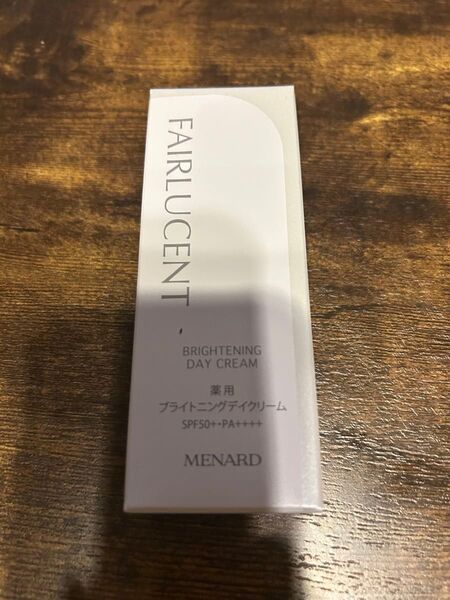 FAIRLUCENT
BRIGHTENING
DAY CREAM
薬用
ブライトニングデイクリーム
SPF50+・PA++++
MENARD